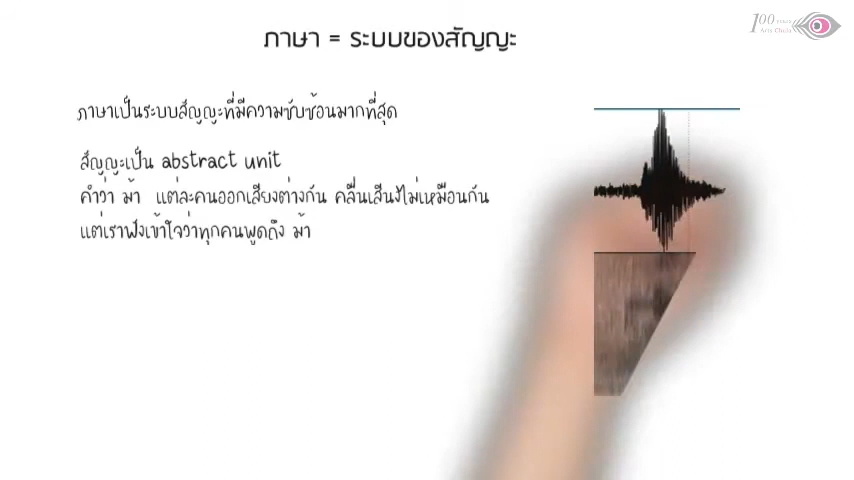 100 YEARS
Arts Chula
ภาษา = ระบบของสัญญะ
ภาษาเป็นระบบสัญญะที่มีความซับซ้อนมากที่สุด
สัญญะเป็น abstract unit
คำว่า ม้า แต่ละคนออกเสียงต่างกัน คลื่นเสียงไม่เหมือนกัน
แต่เราฟังเข้าใจว่าทุกคนพูดถึง ม้า